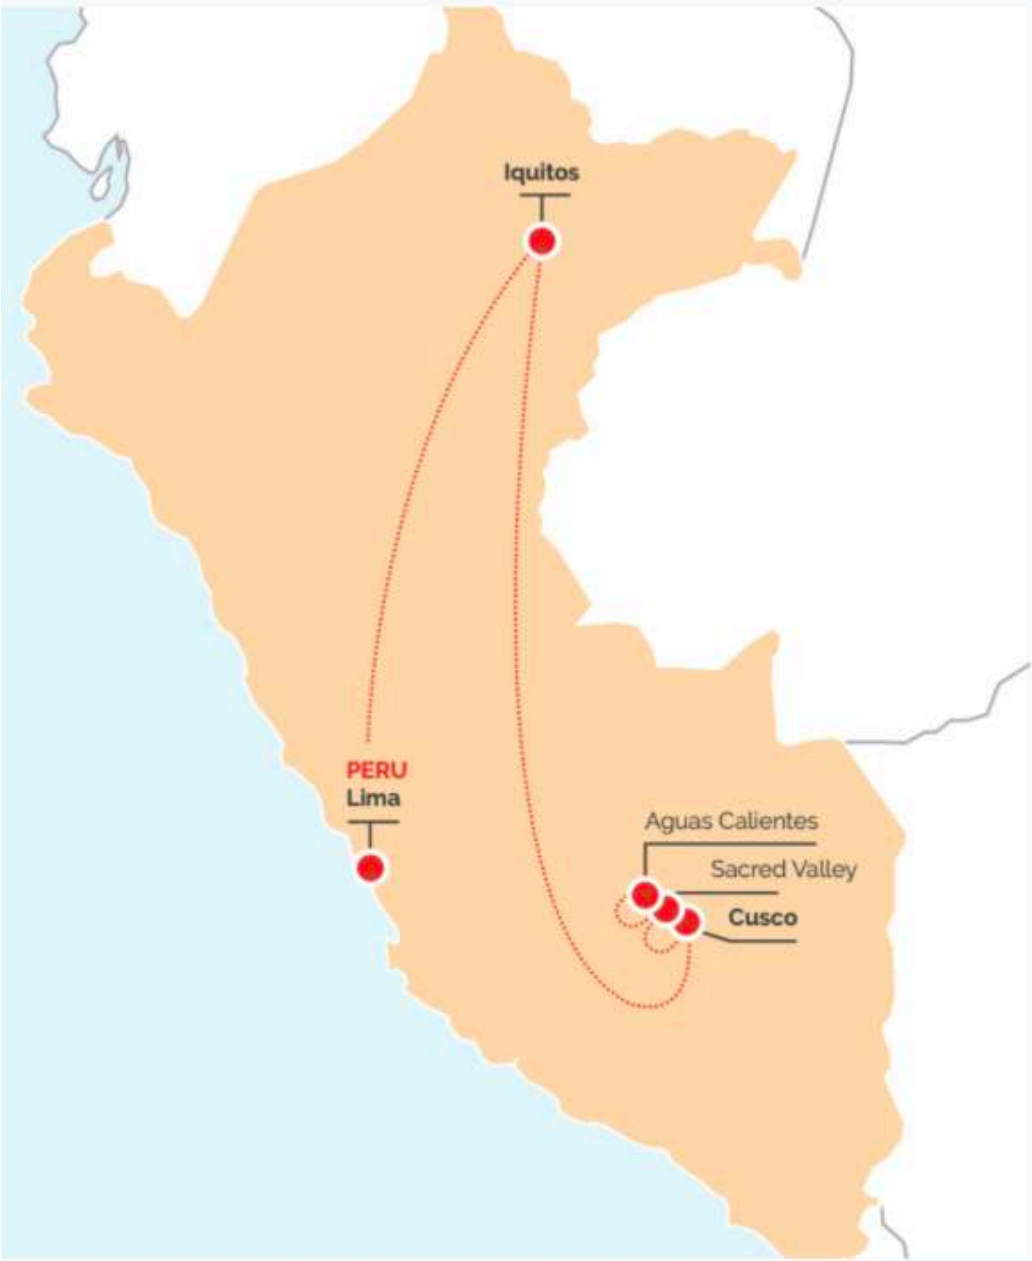 Iquitos
PERU
Lima
Aguas Calientes
Sacred Valley
Cusco